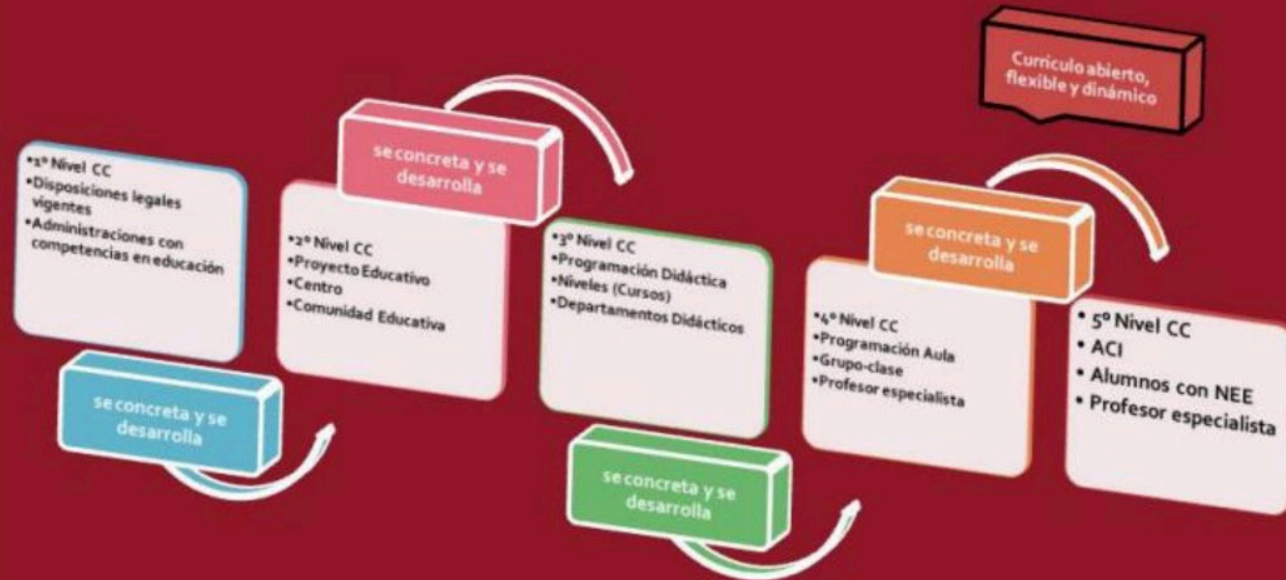 Curriculo abierto,
flexible y dinámico
•1º Nivel CC
•Disposiciones legales
vigentes
•Administraciones con
competencias en educación
se concreta y se
desarrolla
•2º Nivel CC
•Proyecto Educativo
•Centro
•Comunidad Educativa
se concreta y se
desarrolla
•3º Nivel CC
•Programación Didáctica
•Niveles (Cursos)
•Departamentos Didácticos
se concreta y se
desarrolla
•4º Nivel CC
•Programación Aula
•Grupo-clase
•Profesor especialista
se concreta y se
desarrolla
• 5º Nivel CC
• ACI
• Alumnos con NEE
• Profesor especialista